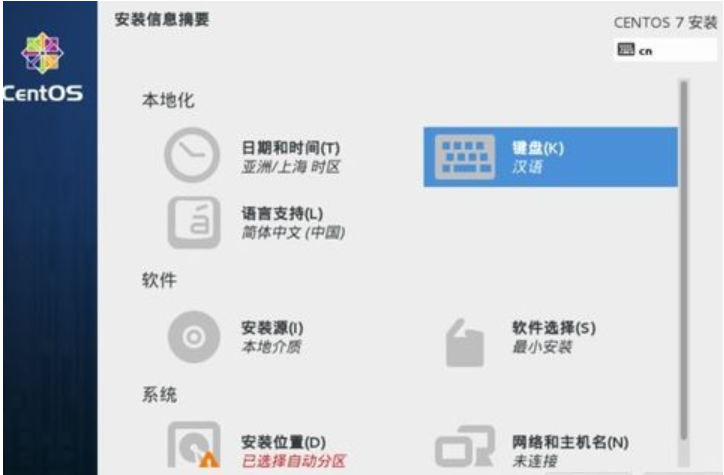 安装信息摘要
CENTOS 7 安装
cn
CentOS
本地化
日期和时间(T)
亚洲/上海 时区
键盘(K)
汉语
á
语言支持(L)
简体中文 (中国)
软件
安装源(I)
本地介质
软件选择(S)
最小安装
系统
安装位置(D)
已选择自动分区
网络和主机名(N)
未连接